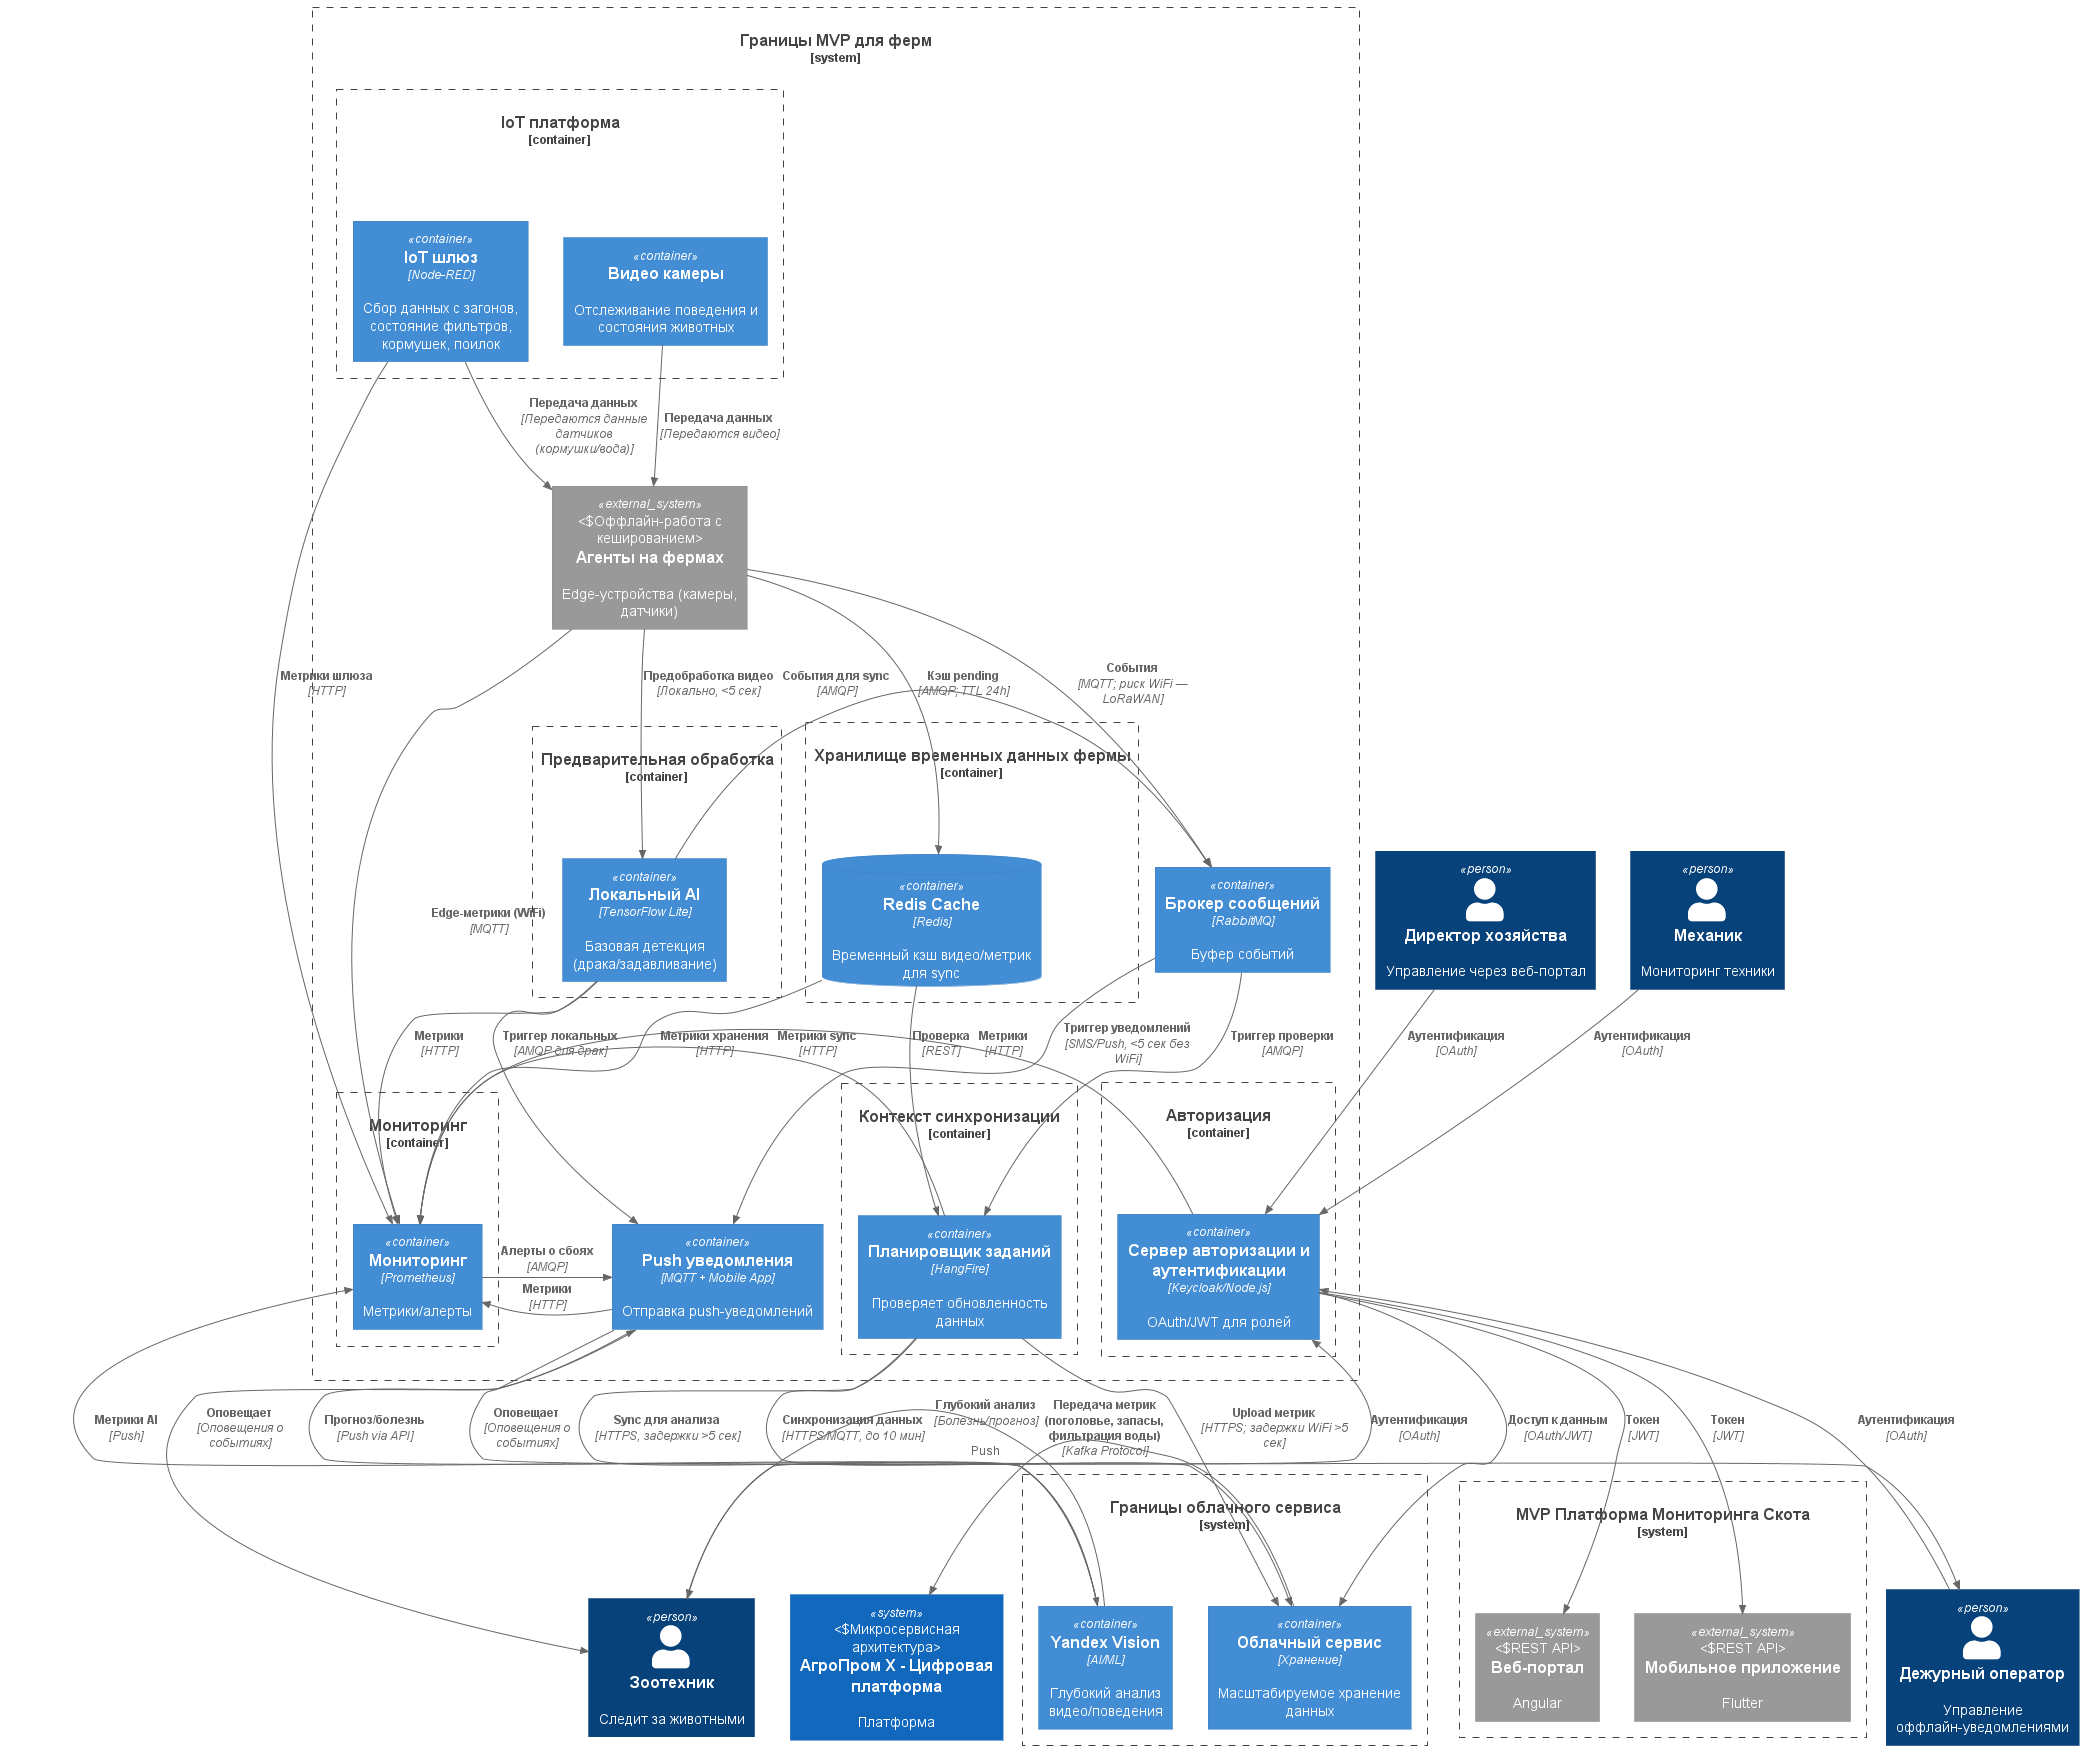 Границы MVP для ферм
[system]
IoT платформа
[container]
«container»
IoT шлюз
[Node-RED]
Сбор данных с загонов,
состояние фильтров,
кормушек, поилок
«container»
Видео камеры
Отслеживание поведения и
состояния животных
Передача данных
[Передаются данные
датчиков
(кормушки/вода)]
Передача данных
[Передаются видео]
«external_system»
<$Оффлайн-работа с
кешированием>
Агенты на фермах
Edge-устройства (камеры,
датчики)
Метрики шлюза
[HTTP]
Предобработка видео
[Локально, <5 сек]
События для sync
[AMQP]
Кэш pending
[AMQP; TTL 24h]
События
[MQTT; риск WiFi —
LoRaWAN]
Предварительная обработка
[container]
Хранилище временных данных фермы
[container]
«container»
Локальный AI
[TensorFlow Lite]
Базовая детекция
(драка/задавливание)
«container»
Redis Cache
[Redis]
Временный кэш видео/метрик
для sync
«container»
Брокер сообщений
[RabbitMQ]
Буфер событий
«person»
Директор хозяйства
Управление через веб-портал
«person»
Механик
Мониторинг техники
Edge-метрики (WiFi)
[MQTT]
Метрики
[HTTP]
Триггер локальных
[AMQP для драк]
Метрики хранения
[HTTP]
Метрики sync
[HTTP]
Проверка
[REST]
Метрики
[HTTP]
Триггер уведомлений
[SMS/Push, <5 сек без
WiFi]
Триггер проверки
[AMQP]
Аутентификация
[OAuth]
Аутентификация
[OAuth]
Мониторинг
[container]
Контекст синхронизации
[container]
Авторизация
[container]
«container»
Мониторинг
[Prometheus]
Метрики/алерты
Алерты о сбоях
[AMQP]
Метрики
[HTTP]
«container»
Push уведомления
[MQTT + Mobile App]
Отправка push-уведомлений
«container»
Планировщик заданий
[HangFire]
Проверяет обновленность
данных
«container»
Сервер авторизации и
аутентификации
[Keycloak/Node.js]
OAuth/JWT для ролей
Метрики AI
[Push]
Оповещает
[Оповещения о
событиях]
Прогноз/болезнь
[Push via API]
Оповещает
[Оповещения о
событиях]
Sync для анализа
[HTTPS, задержки >5 сек]
Синхронизация данных
[HTTPS/MQTT, до 10 мин]
Глубокий анализ
[Болезнь/прогноз]
Push
Передача метрик
(поголовье, запасы,
фильтрация воды)
[Kafka Protocol]
Upload метрик
[HTTPS; задержки WiFi >5
сек]
Аутентификация
[OAuth]
Доступ к данным
[OAuth/JWT]
Токен
[JWT]
Токен
[JWT]
Аутентификация
[OAuth]
Границы облачного сервиса
[system]
MVP Платформа Мониторинга Скота
[system]
«person»
Зоотехник
Следит за животными
«system»
<$Микросервисная
архитектура>
АгроПром X - Цифровая
платформа
Платформа
«container»
Yandex Vision
[AI/ML]
Глубокий анализ
видео/поведения
«container»
Облачный сервис
[Хранение]
Масштабируемое хранение
данных
«external_system»
<$REST API>
Веб-портал
Angular
«external_system»
<$REST API>
Мобильное приложение
Flutter
«person»
Дежурный оператор
Управление
оффлайн-уведомлениями